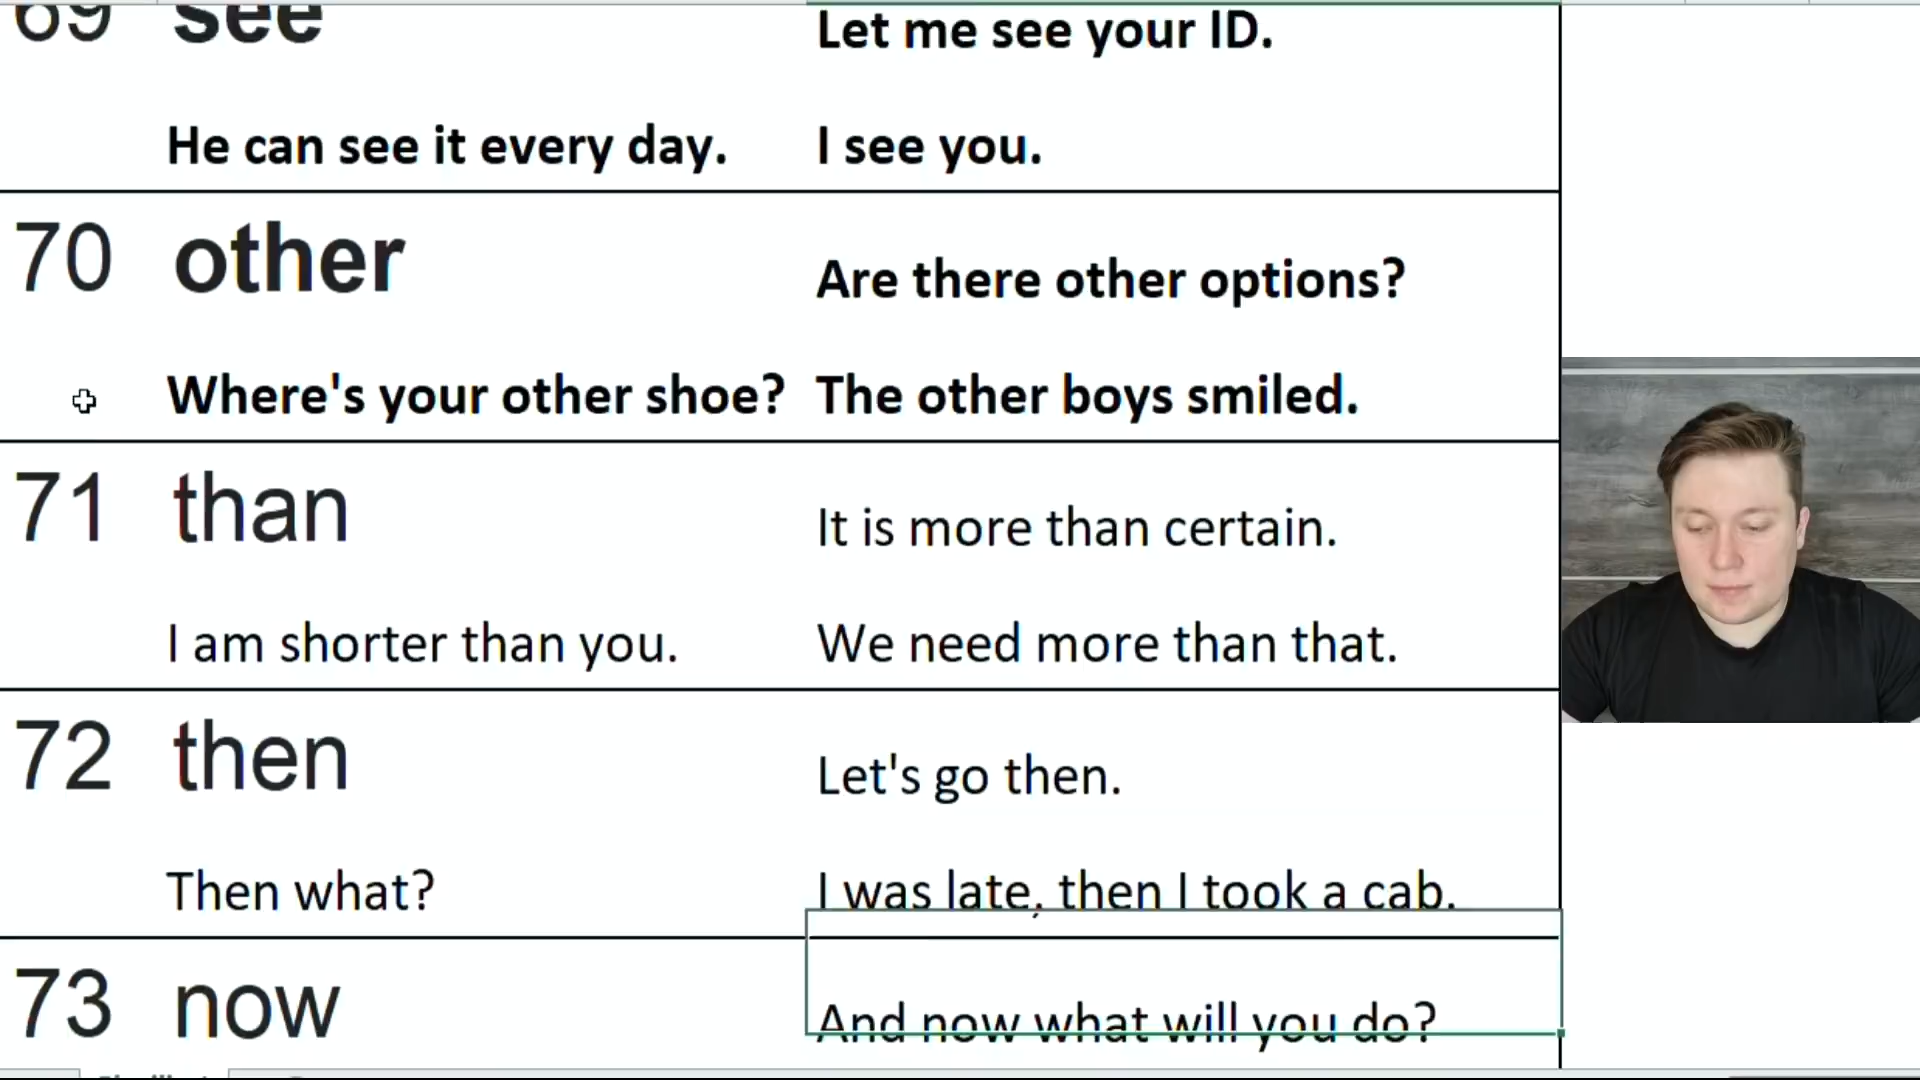 69 see Let me see your ID.
He can see it every day. I see you.
70 other Are there other options?
Where's your other shoe? The other boys smiled.
71 than It is more than certain.
I am shorter than you. We need more than that.
72 then Let's go then.
Then what? I was late, then I took a cab.
73 now And now what will you do?